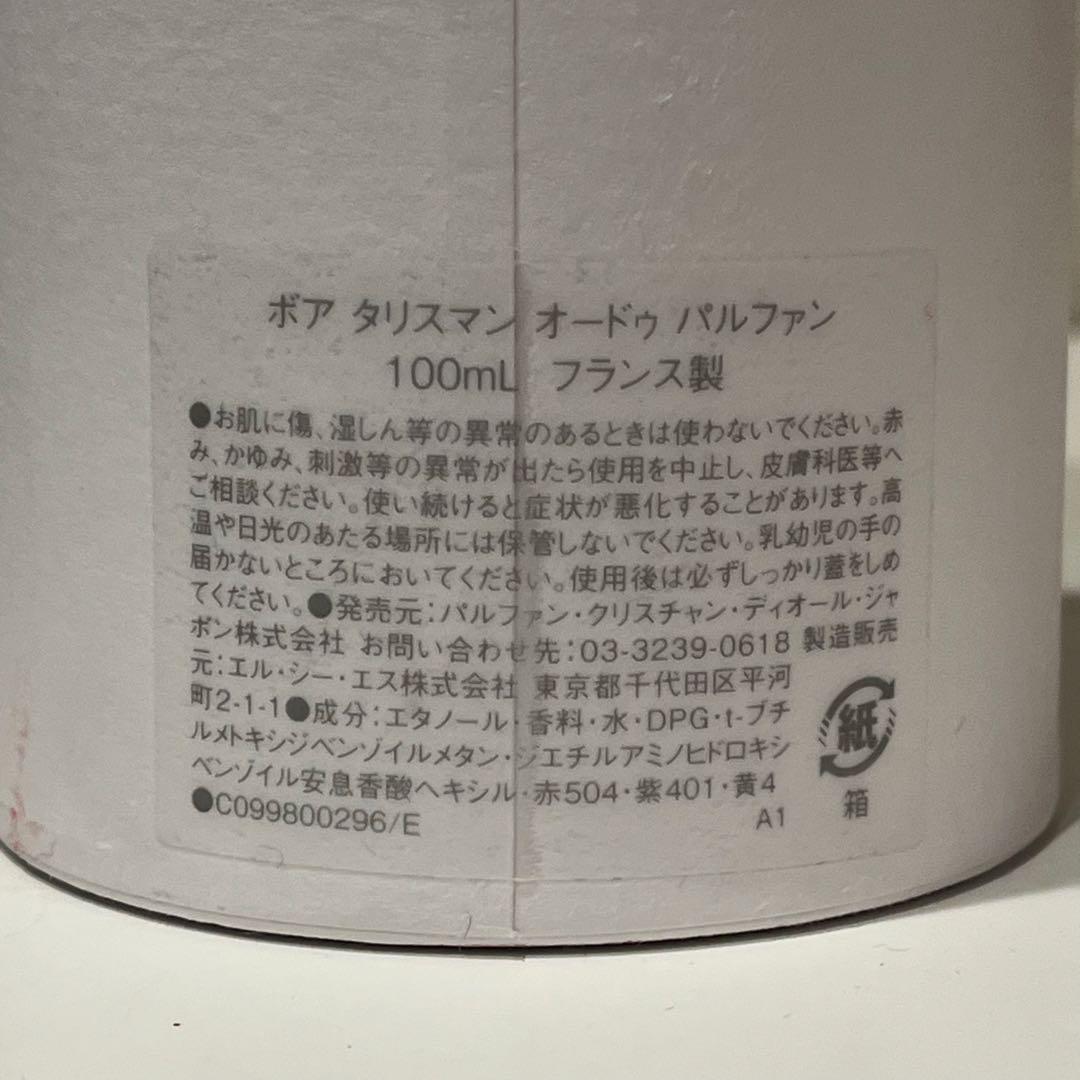 ボア タリスマン オードゥ パルファン
100mL フランス製
●お肌に傷、湿しん等の異常のあるときは使わないでください。赤
み、かゆみ、刺激等の異常が出たら使用を中止し、皮膚科医等へ
ご相談ください。使い続けると症状が悪化することがあります。高
温や日光のあたる場所には保管しないでください。乳幼児の手の
届かないところにおいてください。使用後は必ずしっかり蓋をしめ
てください。●発売元:パルファン・クリスチャン・ディオール・ジャ
ポン株式会社 お問い合わせ先:03-3239-0618 製造販売
元:エル・シー・エス株式会社 東京都千代田区平河
町2-1-1●成分:エタノール・香料・水・DPG・t-ブチ
ルメトキシジベンゾイルメタン・ジエチルアミノヒドロキシ
ベンゾイル安息香酸ヘキシル・赤504・紫401・黄4
●C099800296/E A1
紙
箱